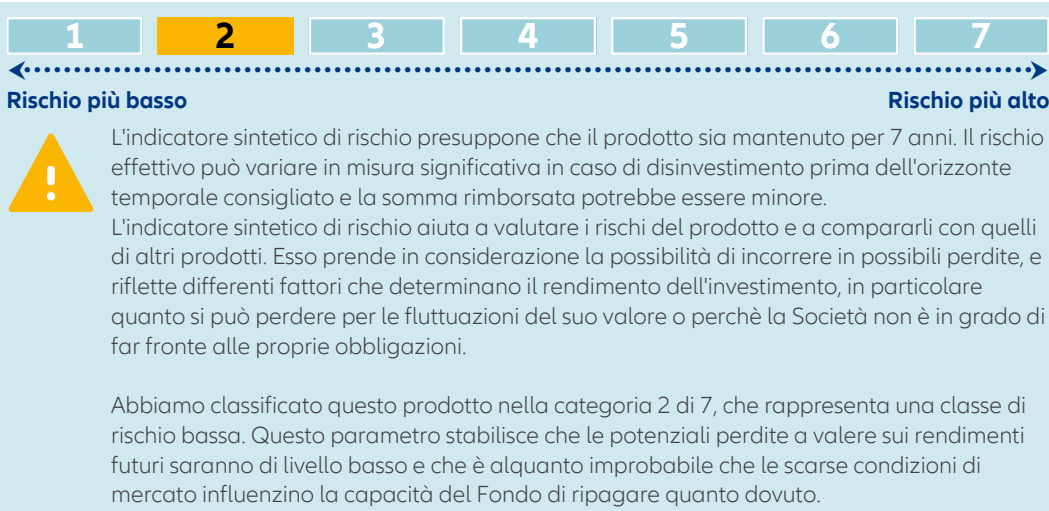 1 2 3 4 5 6 7
Rischio più basso Rischio più alto
L'indicatore sintetico di rischio presuppone che il prodotto sia mantenuto per 7 anni. Il rischio
effettivo può variare in misura significativa in caso di disinvestimento prima dell'orizzonte
temporale consigliato e la somma rimborsata potrebbe essere minore.
L'indicatore sintetico di rischio aiuta a valutare i rischi del prodotto e a compararli con quelli
di altri prodotti. Esso prende in considerazione la possibilità di incorrere in possibili perdite, e
riflette differenti fattori che determinano il rendimento dell'investimento, in particolare
quanto si può perdere per le fluttuazioni del suo valore o perchè la Società non è in grado di
far fronte alle proprie obbligazioni.
Abbiamo classificato questo prodotto nella categoria 2 di 7, che rappresenta una classe di
rischio bassa. Questo parametro stabilisce che le potenziali perdite a valere sui rendimenti
futuri saranno di livello basso e che è alquanto improbabile che le scarse condizioni di
mercato influenzino la capacità del Fondo di ripagare quanto dovuto.